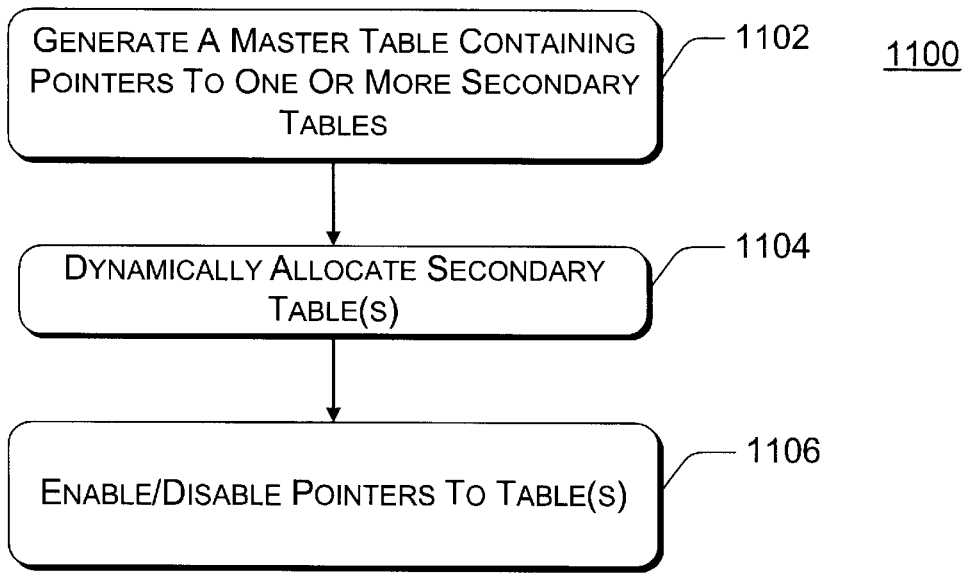 GENERATE A MASTER TABLE CONTAINING
POINTERS TO ONE OR MORE SECONDARY
TABLES
1102
1100
DYNAMICALLY ALLOCATE SECONDARY
TABLE(S)
1104
ENABLE/DISABLE POINTERS TO TABLE(S)
1106